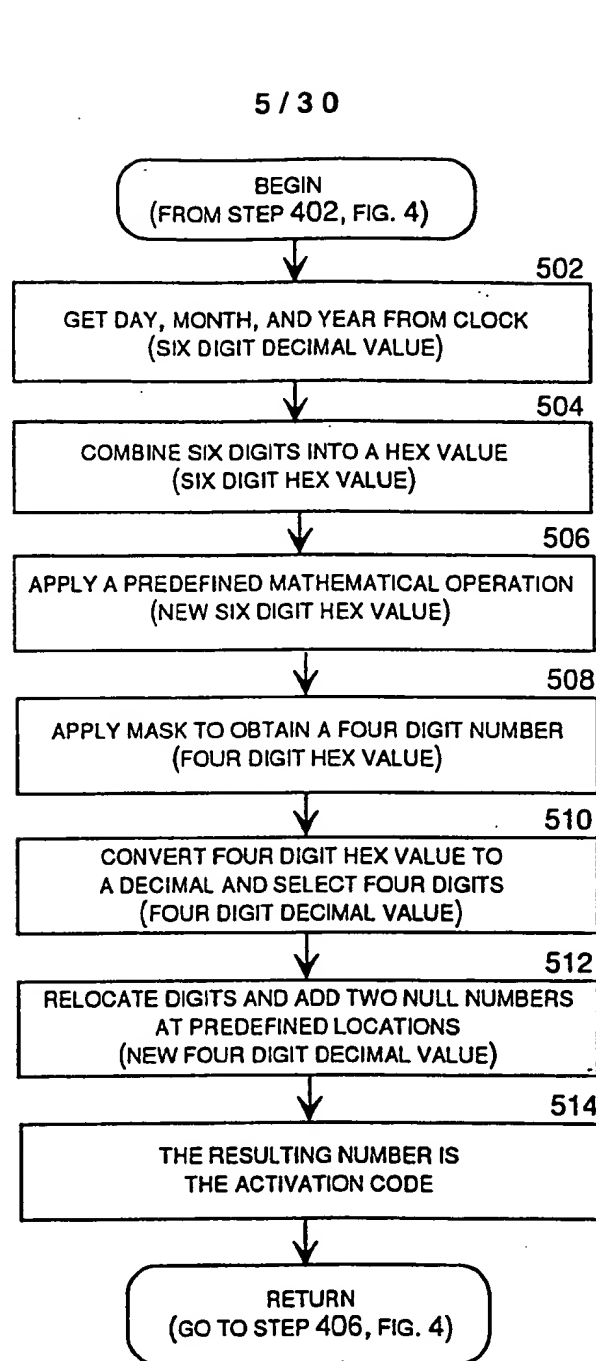 5/30
BEGIN
(FROM STEP 402, FIG. 4)
502
GET DAY, MONTH, AND YEAR FROM CLOCK
(SIX DIGIT DECIMAL VALUE)
504
COMBINE SIX DIGITS INTO A HEX VALUE
(SIX DIGIT HEX VALUE)
506
APPLY A PREDEFINED MATHEMATICAL OPERATION
(NEW SIX DIGIT HEX VALUE)
508
APPLY MASK TO OBTAIN A FOUR DIGIT NUMBER
(FOUR DIGIT HEX VALUE)
510
CONVERT FOUR DIGIT HEX VALUE TO
A DECIMAL AND SELECT FOUR DIGITS
(FOUR DIGIT DECIMAL VALUE)
512
RELOCATE DIGITS AND ADD TWO NULL NUMBERS
AT PREDEFINED LOCATIONS
(NEW FOUR DIGIT DECIMAL VALUE)
514
THE RESULTING NUMBER IS
THE ACTIVATION CODE
RETURN
(GO TO STEP 406, FIG. 4)